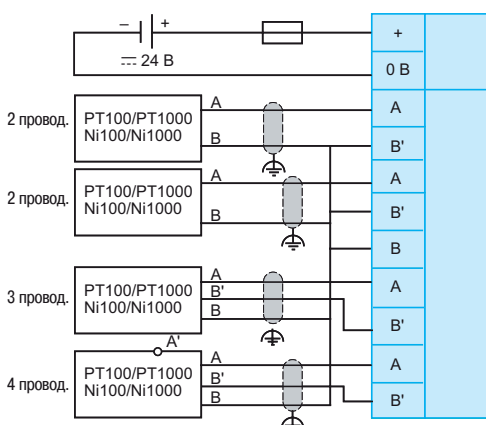 – +
+
⎓ 24 В
0 В
2 провод.
PT100/PT1000
Ni100/Ni1000
A
B
A
B'
2 провод.
PT100/PT1000
Ni100/Ni1000
A
B
A
B'
B
3 провод.
PT100/PT1000
Ni100/Ni1000
A
B'
B
A
B'
A'
4 провод.
PT100/PT1000
Ni100/Ni1000
A
B'
B
A
B'